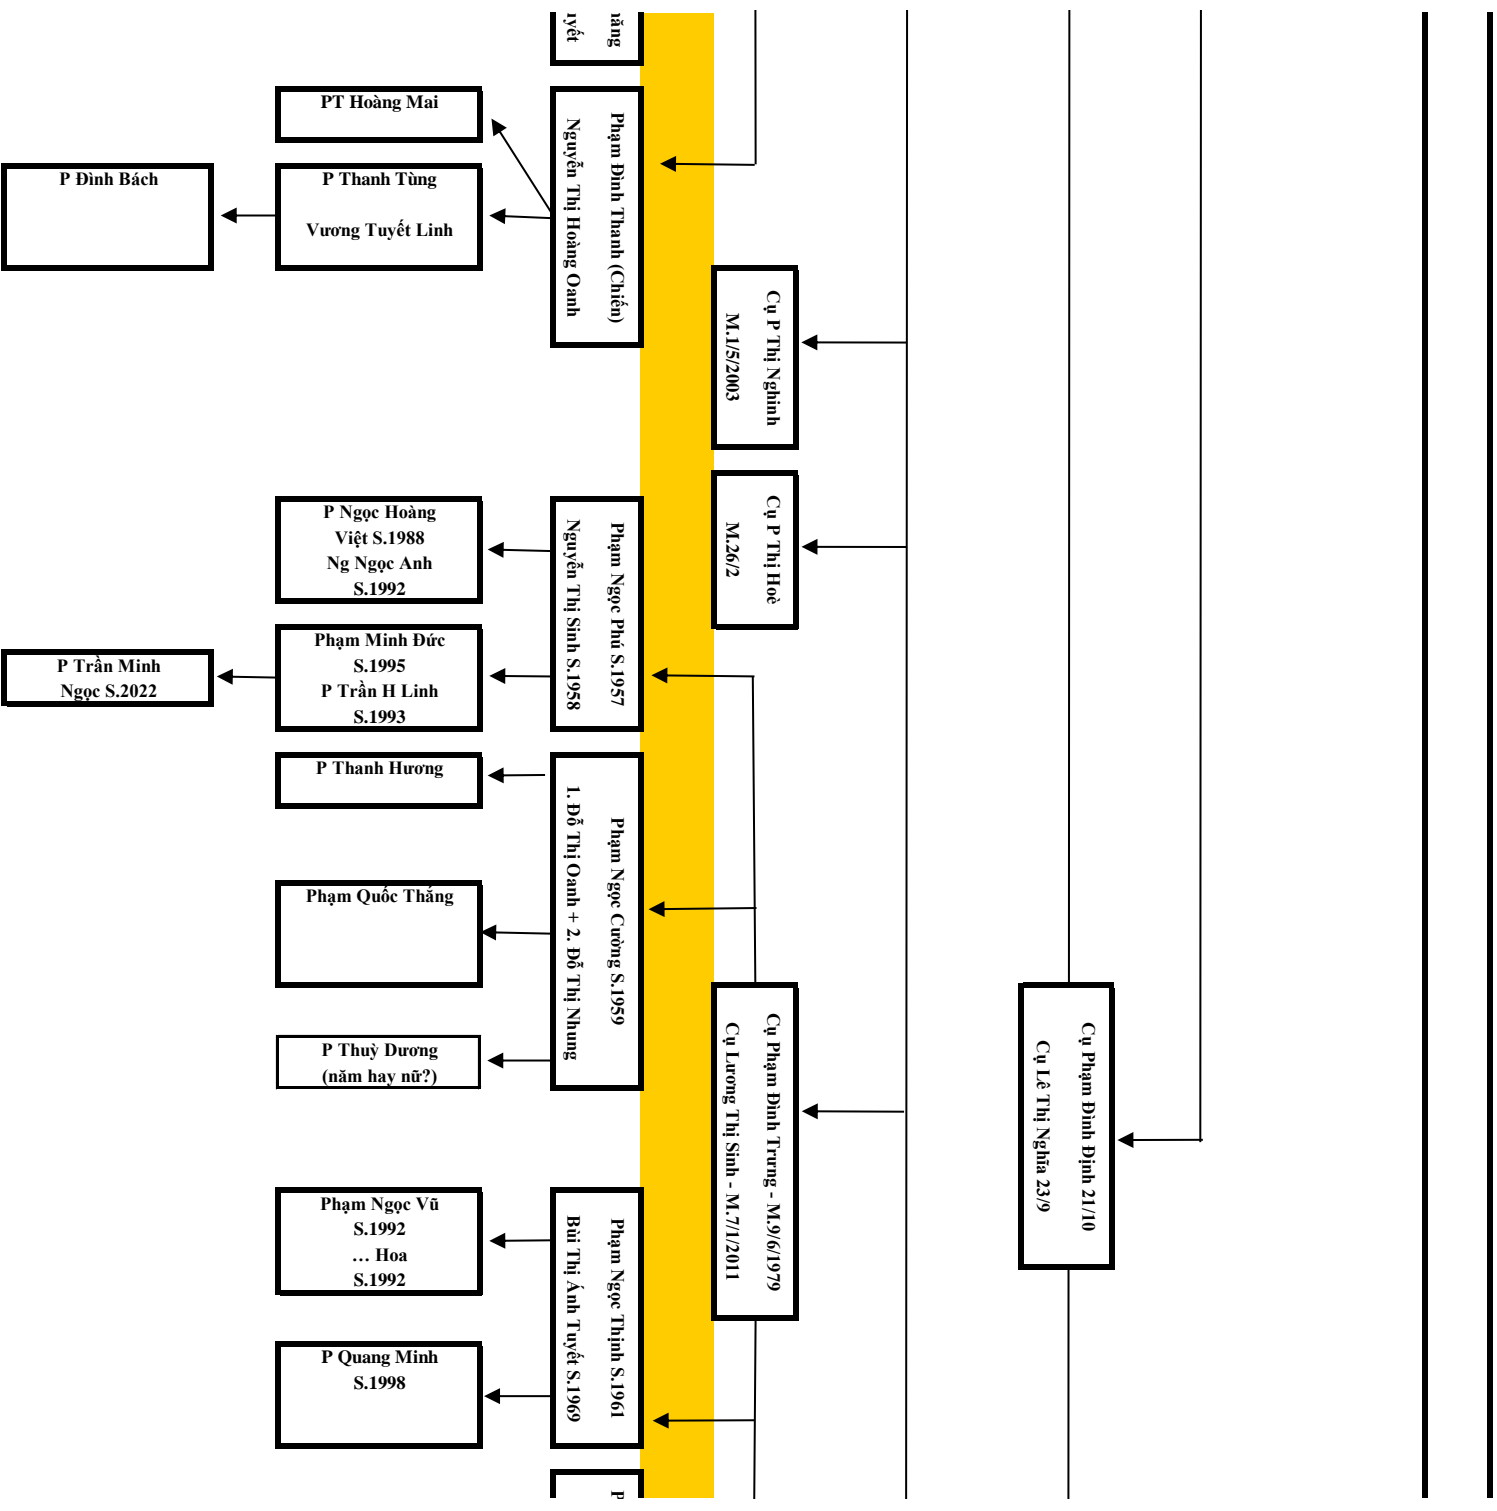 PT Hoàng Mai
P Đình Bách
P Thanh Tùng
Vương Tuyết Linh
Phạm Đình Thanh (Chiến)
Nguyễn Thị Hoàng Oanh
Cụ P Thị Nghinh
M.1/5/2003
Cụ P Thị Hoè
M.26/2
P Ngọc Hoàng
Việt S.1988
Ng Ngọc Anh
S.1992
Phạm Ngọc Phú S.1957
Nguyễn Thị Sinh S.1958
P Trần Minh
Ngọc S.2022
Phạm Minh Đức
S.1995
P Trần H Linh
S.1993
P Thanh Hương
Phạm Ngọc Cường S.1959
1. Đỗ Thị Oanh + 2. Đỗ Thị Nhung
Phạm Quốc Thắng
P Thuỳ Dương
(năm hay nữ?)
Cụ Phạm Đình Trưng - M.9/6/1979
Cụ Lương Thị Sinh - M.7/1/2011
Cụ Phạm Đình Định 21/10
Cụ Lê Thị Nghĩa 23/9
Phạm Ngọc Vũ
S.1992
… Hoa
S.1992
Phạm Ngọc Thịnh S.1961
Bùi Thị Ánh Tuyết S.1969
P Quang Minh
S.1998